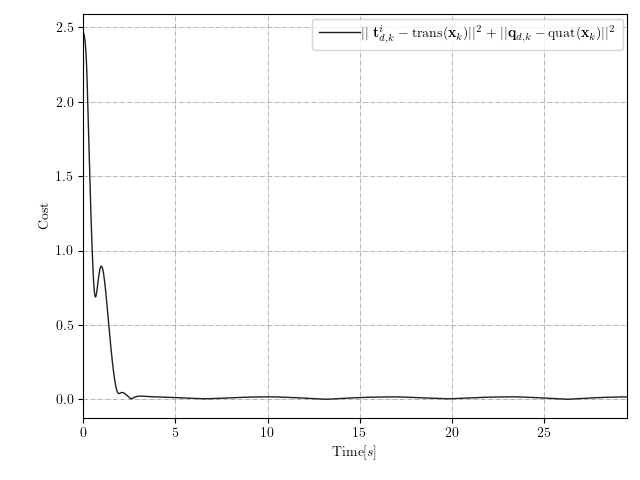 || t^i_{d,k} − trans(x_k)||^2 + ||q_{d,k} − quat(x_k)||^2
2.5
2.0
1.5
1.0
0.5
0.0
Cost
0 5 10 15 20 25
Time[s]